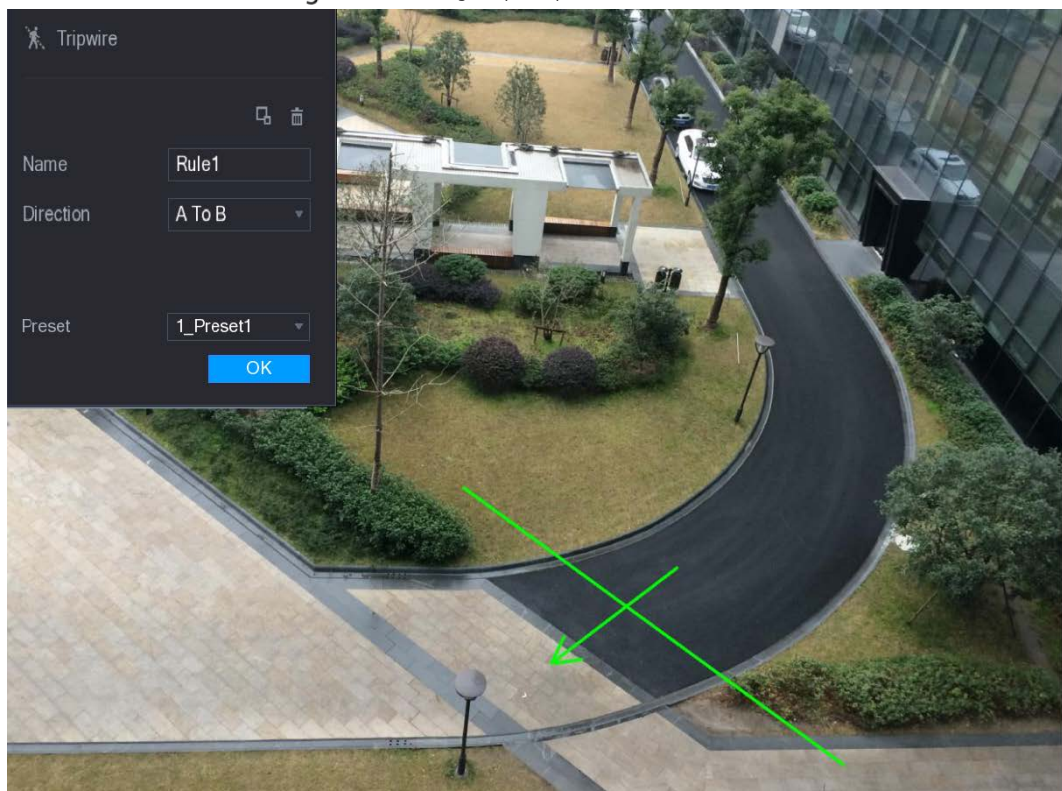 Tripwire
Name Rule1
Direction A To B
Preset 1_Preset1
OK